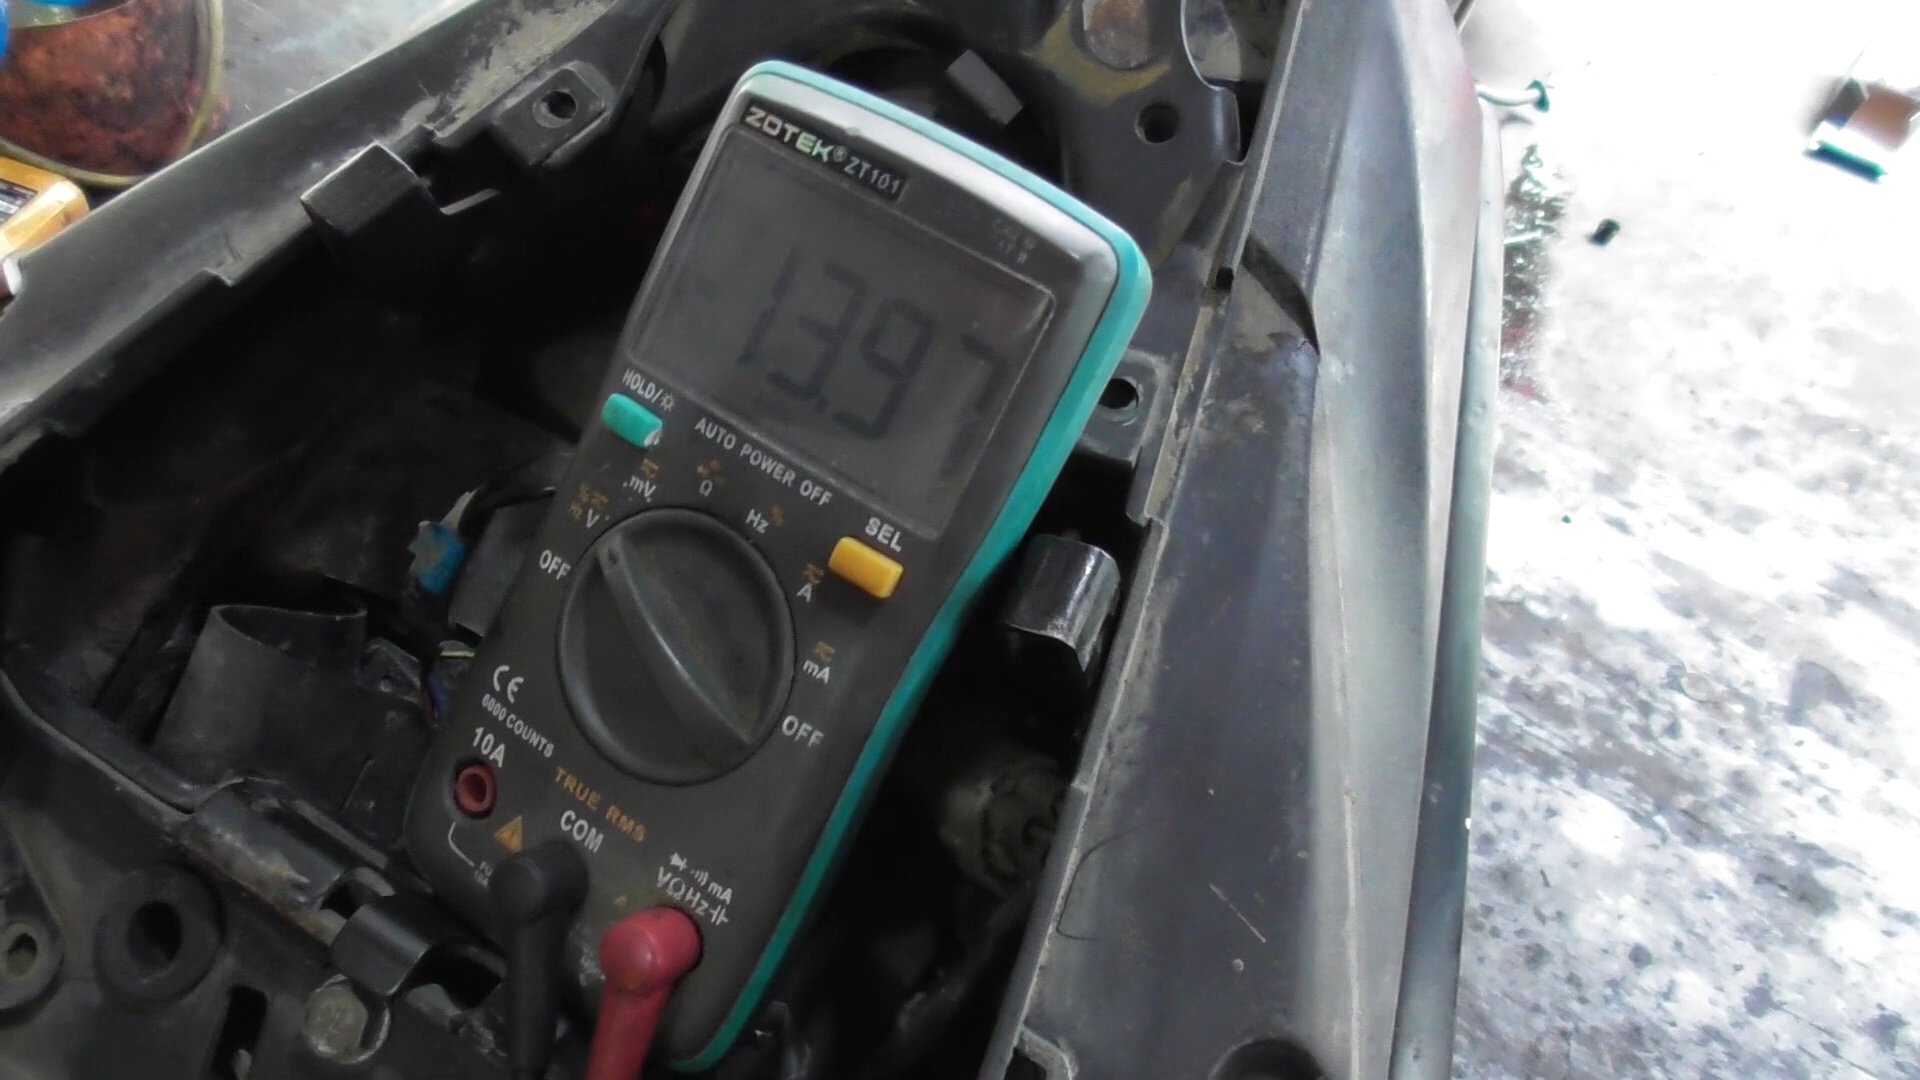 ZOTEK® ZT101
13.97
HOLD/
AUTO POWER OFF
mV
Ω
Hz %
V
SEL
OFF
A
mA
OFF
CE
6000 COUNTS
10A
TRUE RMS
COM
mA
VΩHz